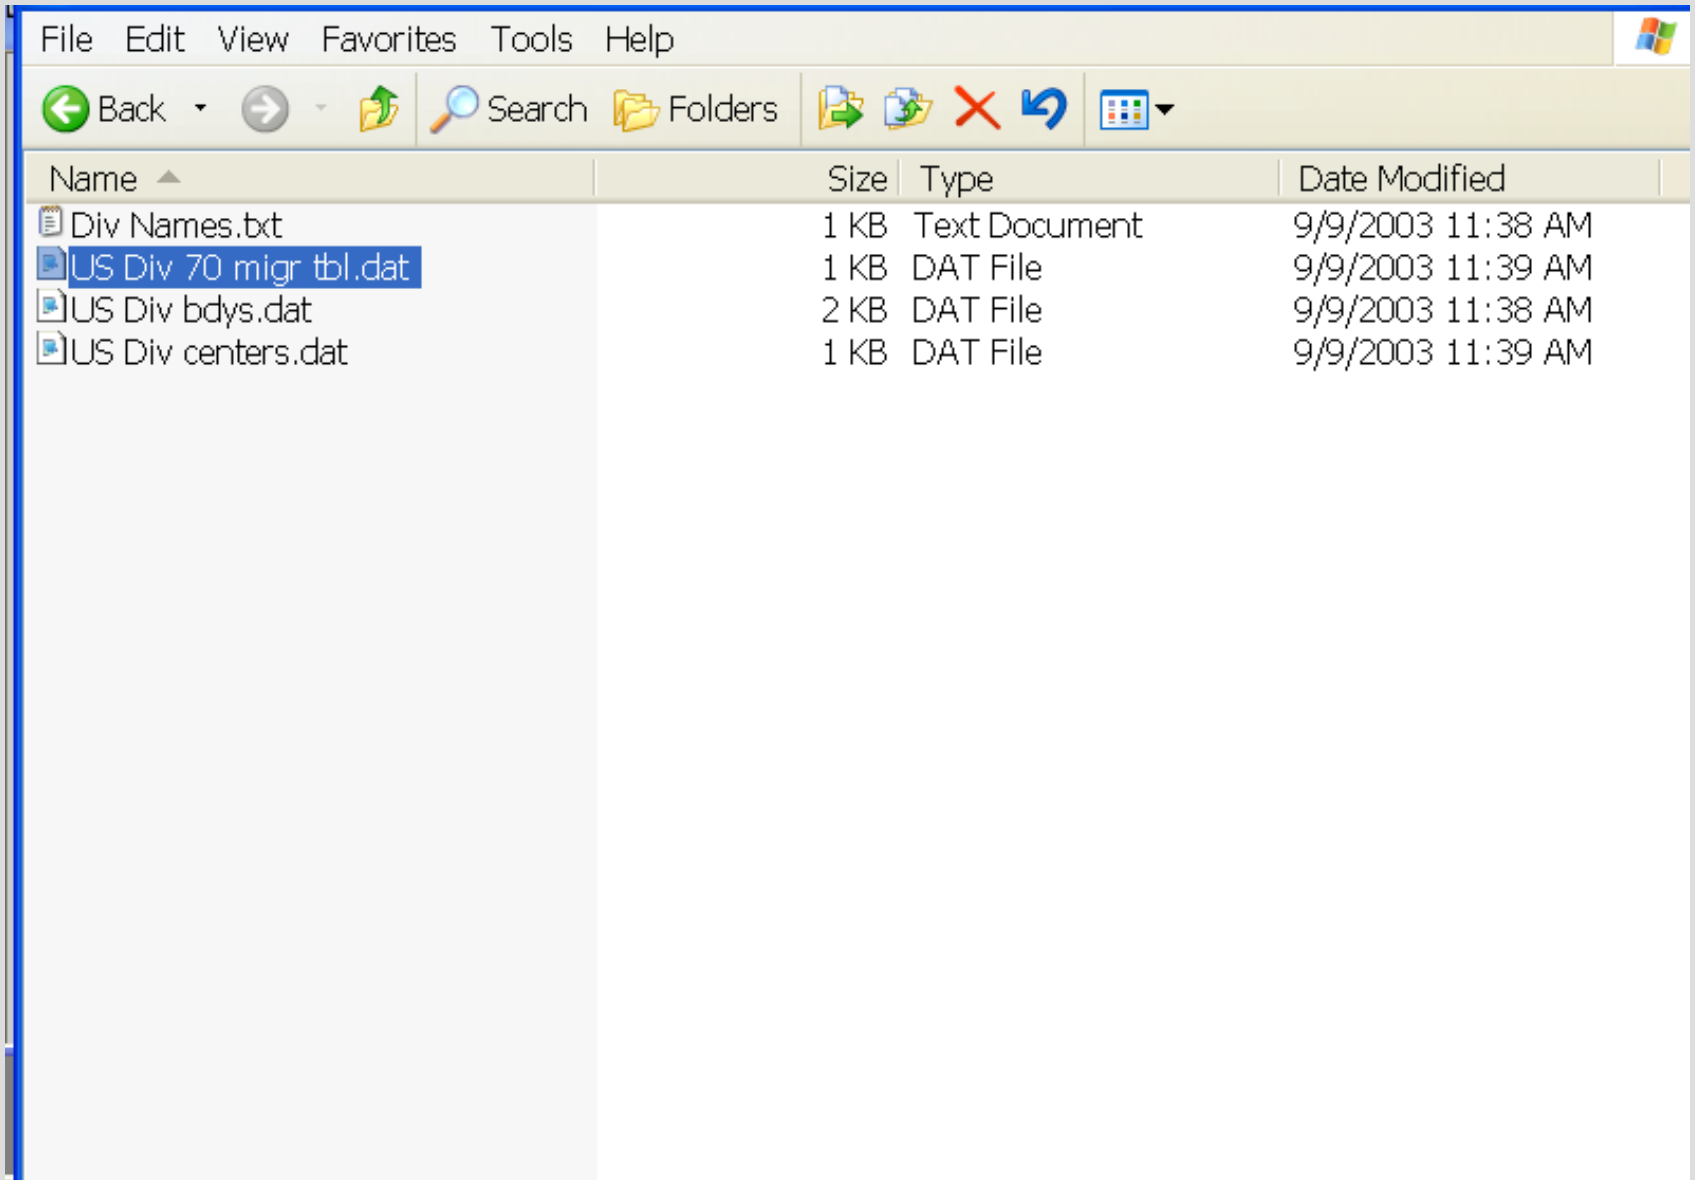 File Edit View Favorites Tools Help
Back Search Folders
Name Size Type Date Modified
Div Names.txt 1 KB Text Document 9/9/2003 11:38 AM
US Div 70 migr tbl.dat 1 KB DAT File 9/9/2003 11:39 AM
US Div bdys.dat 2 KB DAT File 9/9/2003 11:38 AM
US Div centers.dat 1 KB DAT File 9/9/2003 11:39 AM